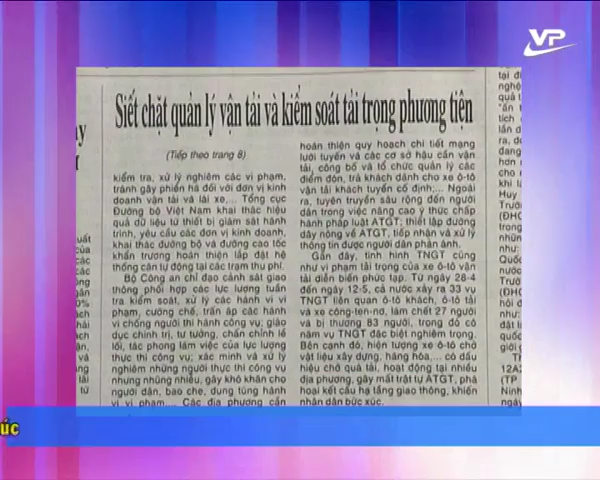 VP
Siết chặt quản lý vận tải và kiểm soát tải trọng phương tiện
(Tiếp theo trang 8)
kiểm tra, xử lý nghiêm các vi phạm,
tránh gây phiền hà đối với đơn vị kinh
doanh vận tải và lái xe,... Tổng cục
Đường bộ Việt Nam khai thác hiệu
quả dữ liệu từ thiết bị giám sát hành
trình, yêu cầu các đơn vị kinh doanh,
khai thác đường bộ và đường cao tốc
khẩn trương hoàn thiện lắp đặt hệ
thống cân tự động tại các trạm thu phí.
Bộ Công an chỉ đạo cảnh sát giao
thông phối hợp các lực lượng tuần
tra kiểm soát, xử lý các hành vi vi
phạm, cưỡng chế, trấn áp các hành
vi chống người thi hành công vụ; giáo
dục chính trị, tư tưởng, chấn chỉnh lề
lối, tác phong làm việc của lực lượng
thực thi công vụ; xác minh và xử lý
nghiêm những người thực thi công vụ
nhưng nhũng nhiễu, gây khó khăn cho
người dân, bao che, dung túng hành
vi vi phạm,... Các địa phương cần
hoàn thiện quy hoạch chi tiết mạng
lưới tuyến và các cơ sở hậu cần vận
tải, công bố và tổ chức quản lý các
điểm đón, trả khách dành cho xe ô-tô
vận tải khách tuyến cố định;... Ngoài
ra, tuyên truyền sâu rộng đến người
dân trong việc nâng cao ý thức chấp
hành pháp luật ATGT; thiết lập đường
dây nóng về ATGT, tiếp nhận và xử lý
thông tin được người dân phản ánh.
Gần đây, tình hình TNGT cũng
như vi phạm tải trọng của xe ô-tô vận
tải diễn biến phức tạp. Từ ngày 28-4
đến ngày 12-5, cả nước xảy ra 33 vụ
TNGT liên quan ô-tô khách, ô-tô tải
và xe công-ten-nơ, làm chết 27 người
và bị thương 83 người, trong đó có
năm vụ TNGT đặc biệt nghiêm trọng.
Bên cạnh đó, hiện tượng xe ô-tô chở
vật liệu xây dựng, hàng hóa,... có dấu
hiệu chở quá tải, hoạt động tại nhiều
địa phương, gây mất trật tự ATGT, phá
hoại kết cấu hạ tầng giao thông, khiến
nhân dân bức xúc.
úc